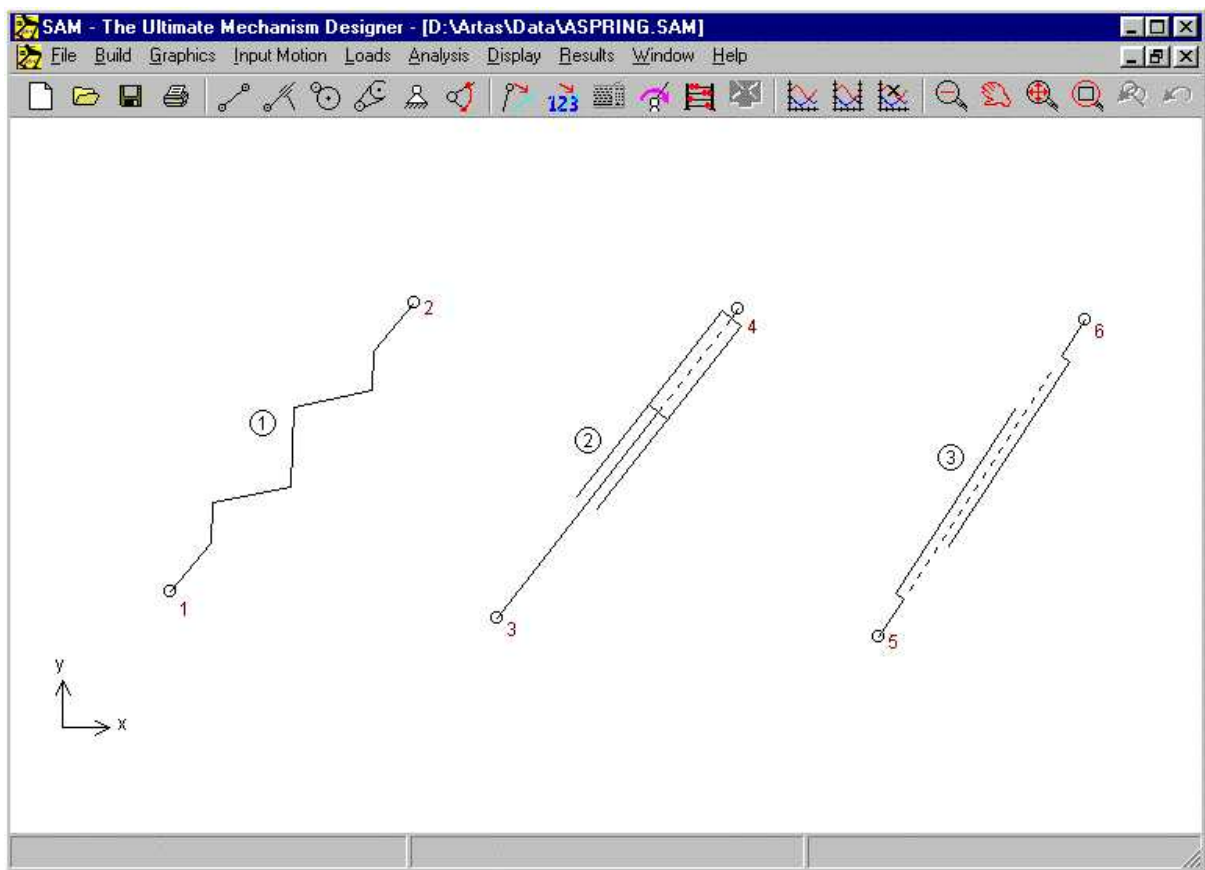 SAM - The Ultimate Mechanism Designer - [D:\Artas\Data\ASPRING.SAM]
File Build Graphics Input Motion Loads Analysis Display Results Window Help
123
2
4
6
1
2
3
1
3
5
y
x